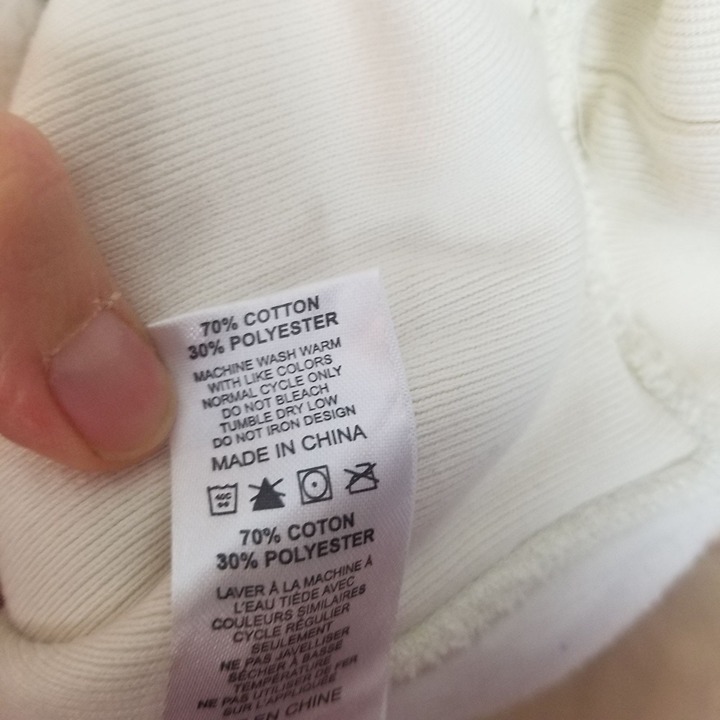 70% COTTON
30% POLYESTER
MACHINE WASH WARM
WITH LIKE COLORS
NORMAL CYCLE ONLY
DO NOT BLEACH
TUMBLE DRY LOW
DO NOT IRON DESIGN
MADE IN CHINA
70% COTON
30% POLYESTER
LAVER À LA MACHINE À
L'EAU TIÈDE AVEC
COULEURS SIMILAIRES
CYCLE RÉGULIER
SEULEMENT
NE PAS JAVELLISER
SÉCHER À BASSE
TEMPÉRATURE
NE PAS UTILISER DE FER
SUR L'APPLIQUÉ
EN CHINE